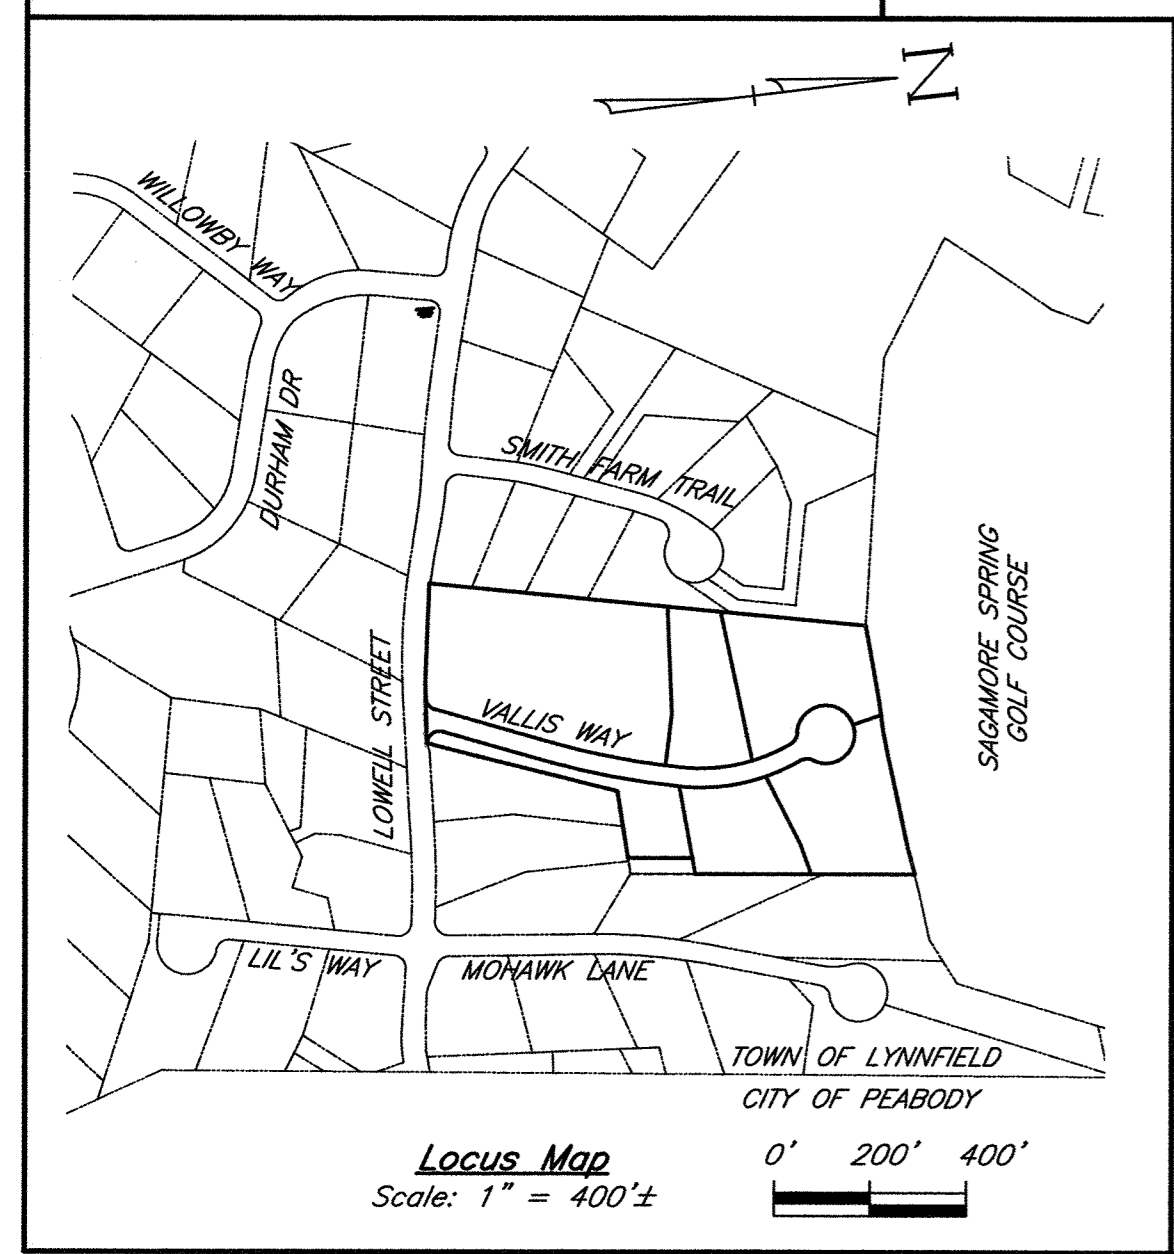 N
WILLOWBY WAY
DURHAM DR
SMITH FARM TRAIL
SAGAMORE SPRING
GOLF COURSE
LOWELL STREET
VALLIS WAY
LIL'S WAY
MOHAWK LANE
TOWN OF LYNNFIELD
CITY OF PEABODY
Locus Map
Scale: 1" = 400'±
0' 200' 400'